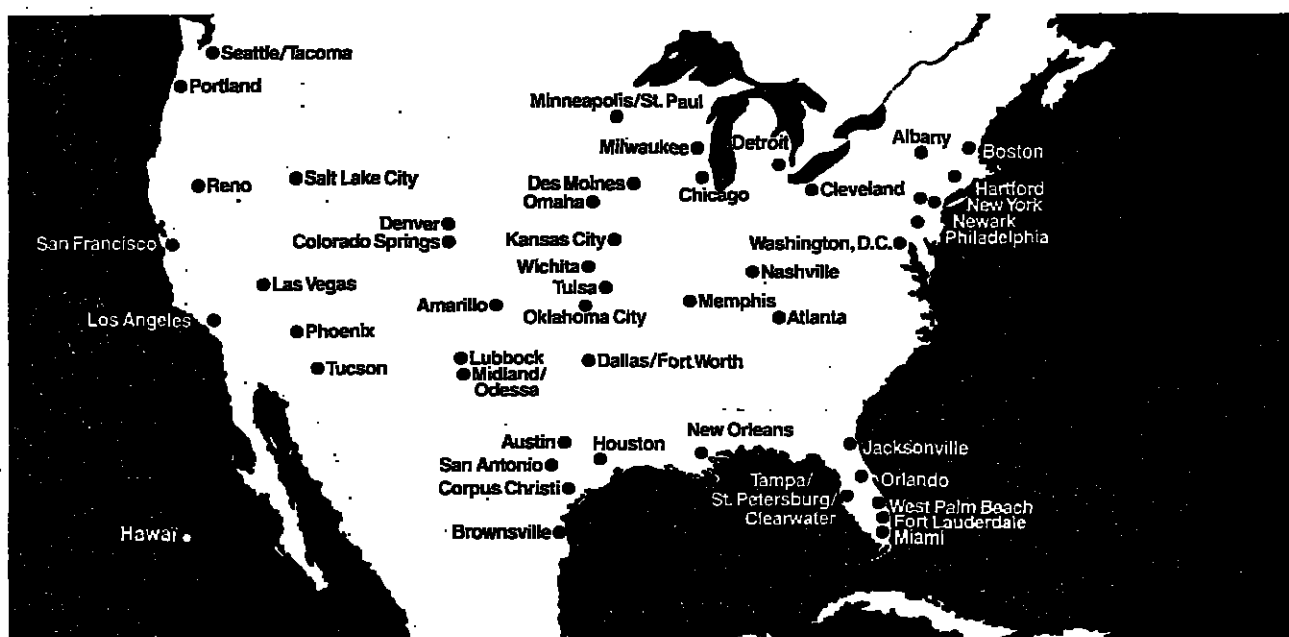 Seattle/Tacoma
Portland
Minneapolis/St. Paul
Milwaukee
Detroit
Albany
Boston
Reno
Salt Lake City
Des Moines
Omaha
Chicago
Cleveland
Hartford
New York
Newark
Philadelphia
Denver
Colorado Springs
San Francisco
Kansas City
Washington, D.C.
Wichita
Nashville
Las Vegas
Tulsa
Amarillo
Oklahoma City
Memphis
Atlanta
Los Angeles
Phoenix
Tucson
Lubbock
Midland/
Odessa
Dallas/Fort Worth
Austin
Houston
New Orleans
Jacksonville
San Antonio
Corpus Christi
Tampa/
St. Petersburg/
Clearwater
Orlando
West Palm Beach
Fort Lauderdale
Miami
Brownsville
Hawaï